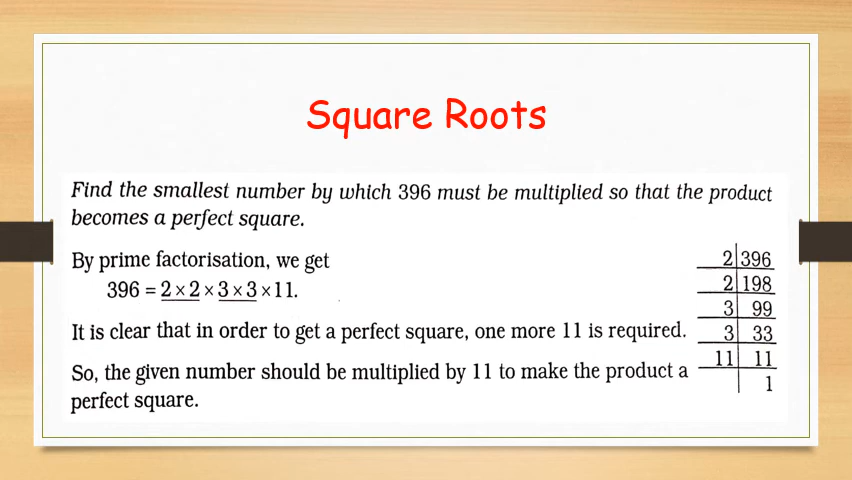 Square Roots
Find the smallest number by which 396 must be multiplied so that the product
becomes a perfect square.
By prime factorisation, we get
396 = 2 × 2 × 3 × 3 × 11.
It is clear that in order to get a perfect square, one more 11 is required.
So, the given number should be multiplied by 11 to make the product a
perfect square.
2 396
2 198
3 99
3 33
11 11
1